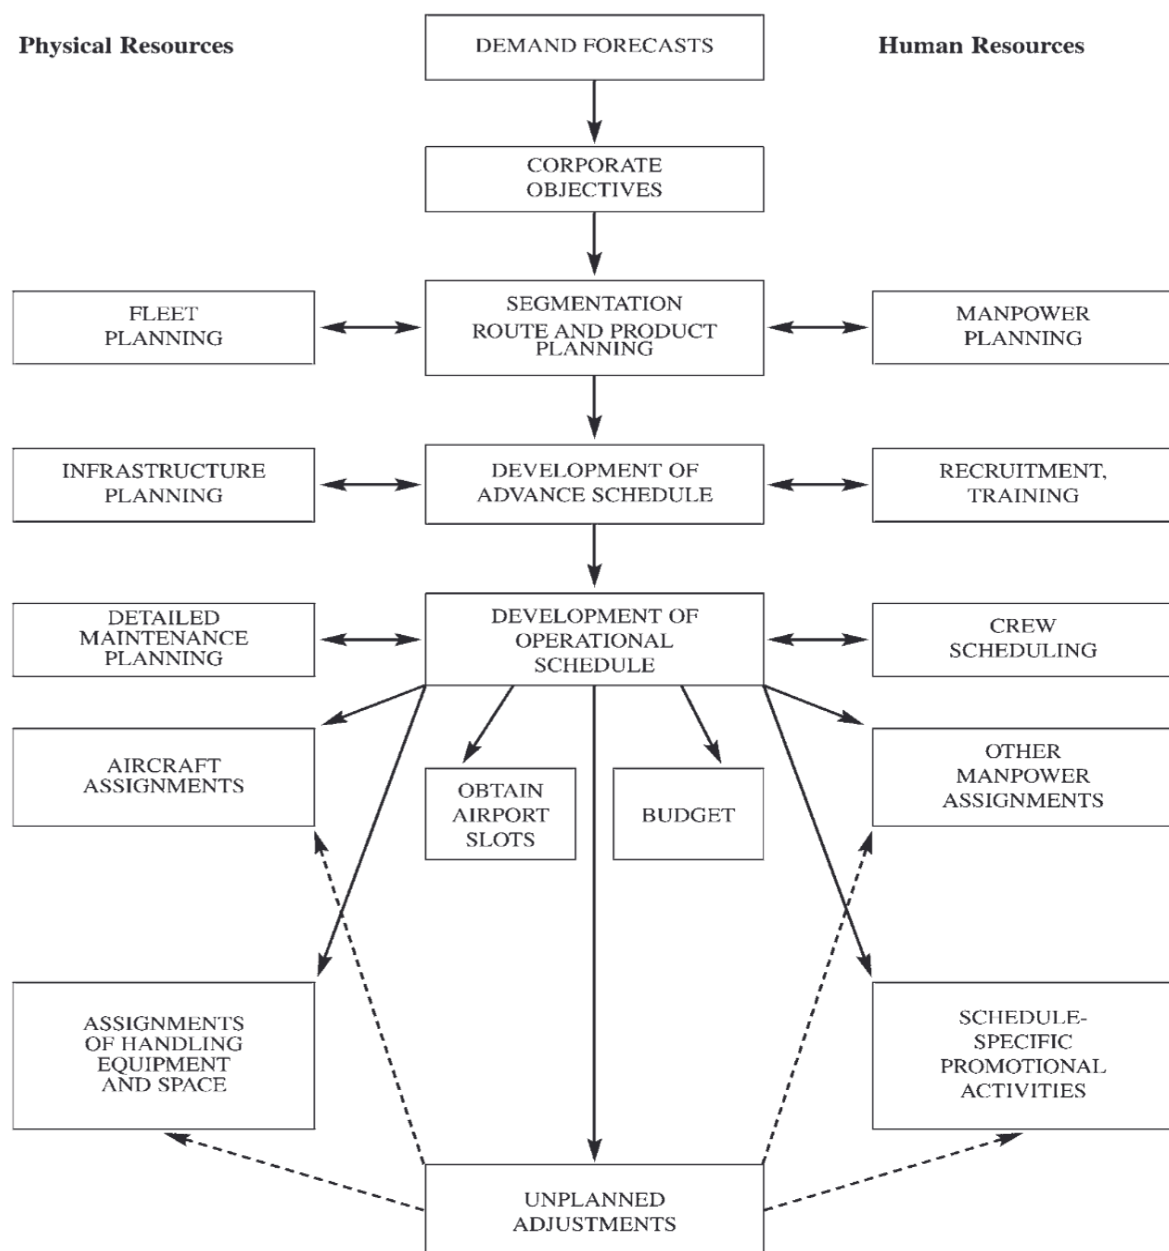 Physical Resources
DEMAND FORECASTS
Human Resources
CORPORATE
OBJECTIVES
FLEET
PLANNING
SEGMENTATION
ROUTE AND PRODUCT
PLANNING
MANPOWER
PLANNING
INFRASTRUCTURE
PLANNING
DEVELOPMENT OF
ADVANCE SCHEDULE
RECRUITMENT,
TRAINING
DETAILED
MAINTENANCE
PLANNING
DEVELOPMENT OF
OPERATIONAL
SCHEDULE
CREW
SCHEDULING
AIRCRAFT
ASSIGNMENTS
OBTAIN
AIRPORT
SLOTS
BUDGET
OTHER
MANPOWER
ASSIGNMENTS
ASSIGNMENTS
OF HANDLING
EQUIPMENT
AND SPACE
SCHEDULE-
SPECIFIC
PROMOTIONAL
ACTIVITIES
UNPLANNED
ADJUSTMENTS